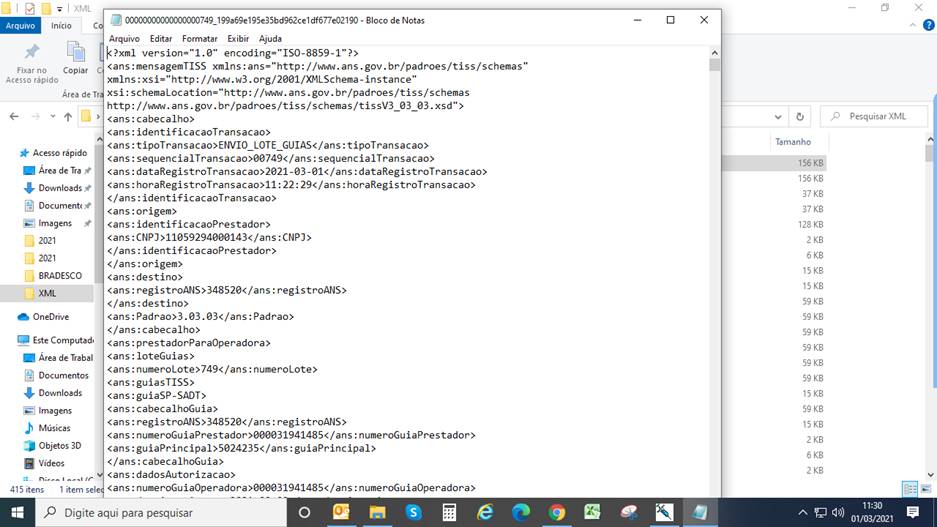 XML
00000000000000000749_199a69e195e35bd962ce1df677e02190 - Bloco de Notas
Arquivo
Início
Co
Fixar no
Acesso rápido
Copiar
Área de Tra
Acesso rápido
Área de Tra
Downloads
Documento
Imagens
2021
2021
BRADESCO
XML
OneDrive
Este Computado
Área de Trabal
Documentos
Downloads
Imagens
Músicas
Objetos 3D
Vídeos
415 itens
1 item selec
Arquivo Editar Formatar Exibir Ajuda
<?xml version="1.0" encoding="ISO-8859-1"?>
<ans:mensagemTISS xmlns:ans="http://www.ans.gov.br/padroes/tiss/schemas"
xmlns:xsi="http://www.w3.org/2001/XMLSchema-instance"
xsi:schemaLocation="http://www.ans.gov.br/padroes/tiss/schemas
http://www.ans.gov.br/padroes/tiss/schemas/tissV3_03_03.xsd">
<ans:cabecalho>
<ans:identificacaoTransacao>
<ans:tipoTransacao>ENVIO_LOTE_GUIAS</ans:tipoTransacao>
<ans:sequencialTransacao>00749</ans:sequencialTransacao>
<ans:dataRegistroTransacao>2021-03-01</ans:dataRegistroTransacao>
<ans:horaRegistroTransacao>11:22:29</ans:horaRegistroTransacao>
</ans:identificacaoTransacao>
<ans:origem>
<ans:identificacaoPrestador>
<ans:CNPJ>11059294000143</ans:CNPJ>
</ans:identificacaoPrestador>
</ans:origem>
<ans:destino>
<ans:registroANS>348520</ans:registroANS>
</ans:destino>
<ans:Padrao>3.03.03</ans:Padrao>
</ans:cabecalho>
<ans:prestadorParaOperadora>
<ans:loteGuias>
<ans:numeroLote>749</ans:numeroLote>
<ans:guiasTISS>
<ans:guiaSP-SADT>
<ans:cabecalhoGuia>
<ans:registroANS>348520</ans:registroANS>
<ans:numeroGuiaPrestador>000031941485</ans:numeroGuiaPrestador>
<ans:guiaPrincipal>5024235</ans:guiaPrincipal>
</ans:cabecalhoGuia>
<ans:dadosAutorizacao>
<ans:numeroGuiaOperadora>000031941485</ans:numeroGuiaOperadora>
Pesquisar XML
Tamanho
156 KB
156 KB
37 KB
37 KB
128 KB
2 KB
6 KB
15 KB
15 KB
59 KB
59 KB
59 KB
59 KB
59 KB
59 KB
15 KB
59 KB
15 KB
2 KB
6 KB
2 KB
Digite aqui para pesquisar
11:30
01/03/2021